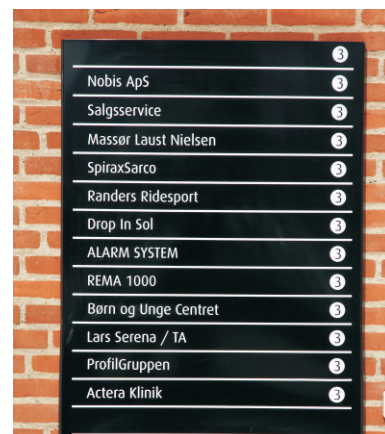 3
Nobis ApS 3
Salgsservice 3
Massør Laust Nielsen 3
SpiraxSarco 3
Randers Ridesport 3
Drop In Sol 3
ALARM SYSTEM 3
REMA 1000 3
Børn og Unge Centret 3
Lars Serena / TA 3
ProfilGruppen 3
Actera Klinik 3